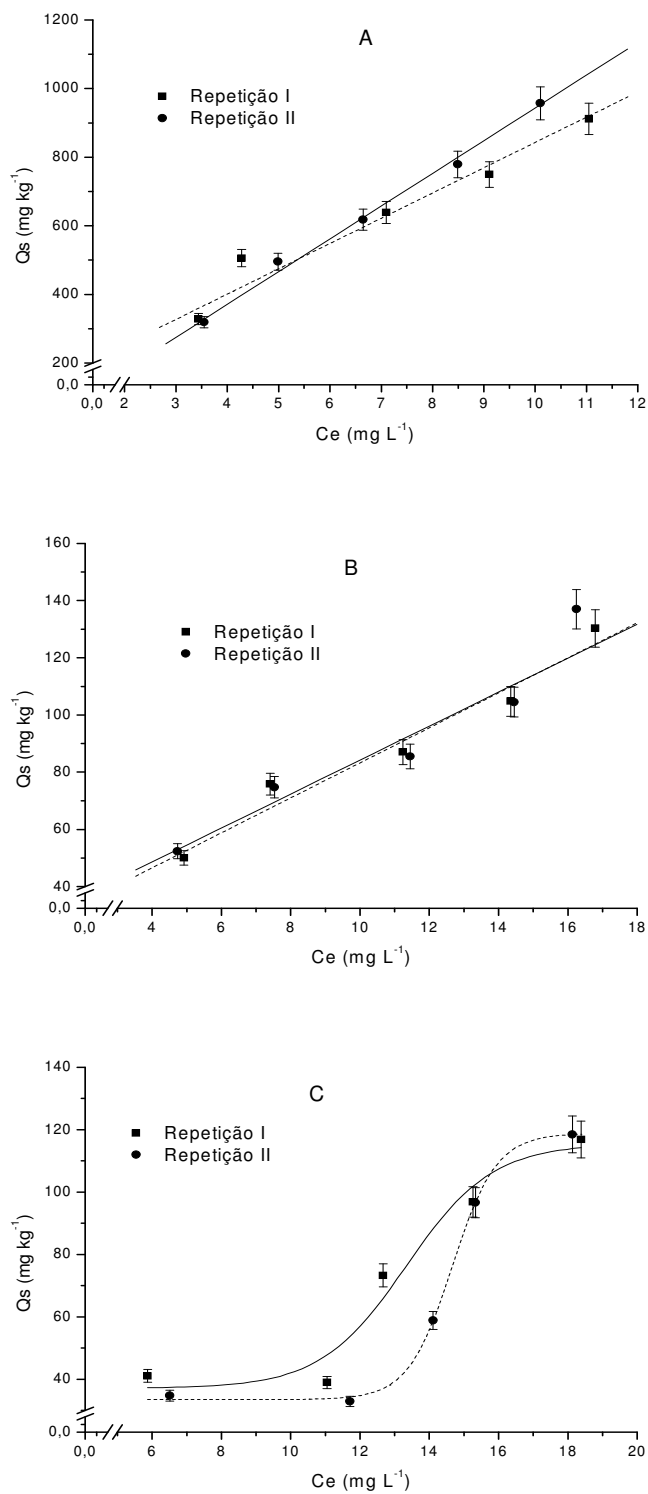 A
Repetição I
Repetição II
1200
1000
800
600
400
200
0,0
Qs (mg kg⁻¹)
0,0 2 3 4 5 6 7 8 9 10 11 12
Ce (mg L⁻¹)
B
Repetição I
Repetição II
160
140
120
100
80
60
40
0,0
Qs (mg kg⁻¹)
0,0 4 6 8 10 12 14 16 18
Ce (mg L⁻¹)
C
Repetição I
Repetição II
140
120
100
80
60
40
0,0
Qs (mg kg⁻¹)
0,0 6 8 10 12 14 16 18 20
Ce (mg L⁻¹)